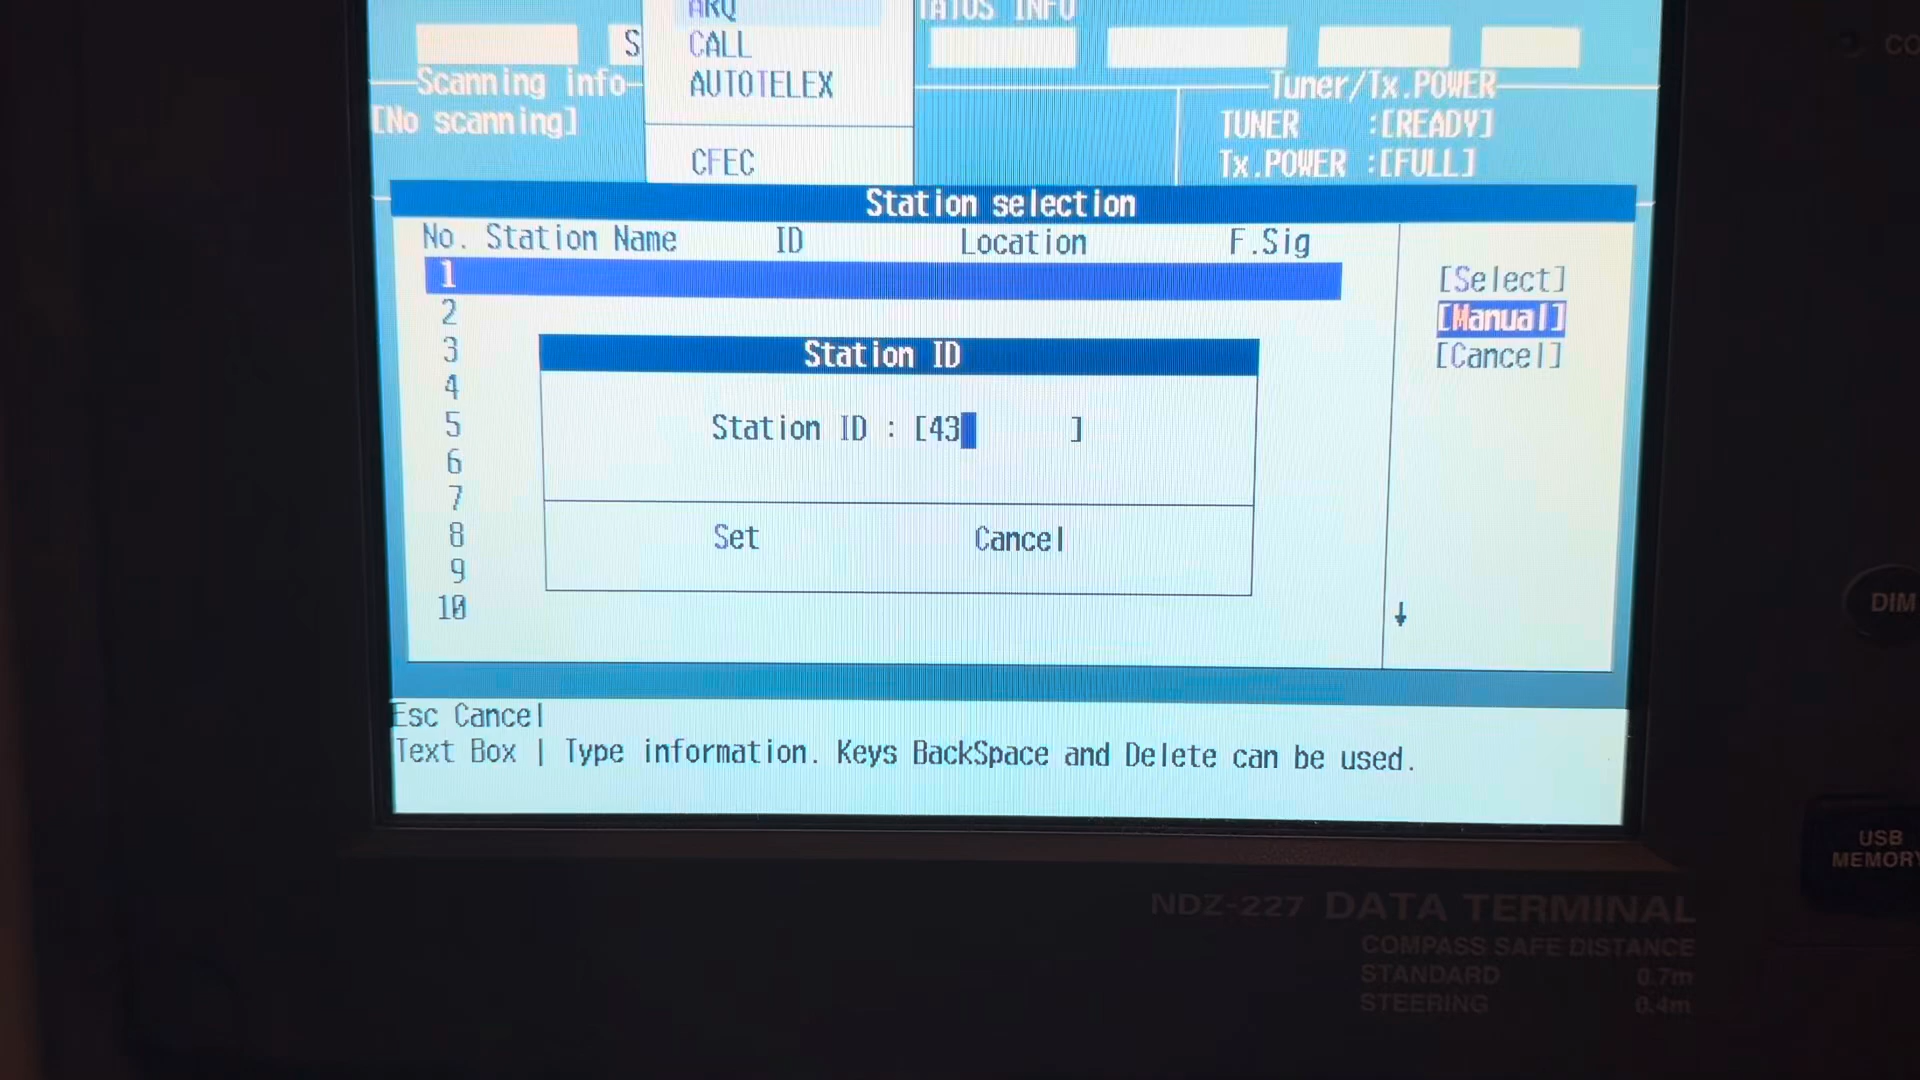 ARQ
TATUS INFO
CALL
S
Scanning info
AUTOTELEX
Tuner/Tx.POWER
[No scanning]
TUNER :[READY]
CFEC
Tx.POWER :[FULL]
Station selection
No. Station Name ID Location F.Sig
1
[Select]
2
[Manual]
3
Station ID
[Cancel]
4
5
Station ID : [43 ]
6
7
8
Set Cancel
9
10
DIM
Esc Cancel
Text Box | Type information. Keys BackSpace and Delete can be used.
USB
MEMORY
NDZ-227 DATA TERMINAL
COMPASS SAFE DISTANCE
STANDARD 0.7m
STEERING 0.4m
CO